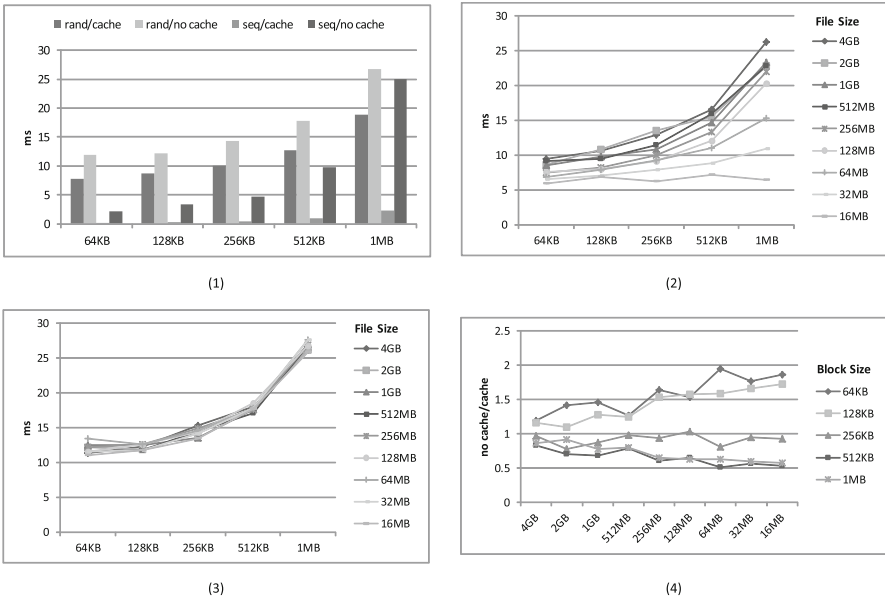 rand/cache rand/no cache seq/cache seq/no cache
30
25
20
15
10
5
0
ms
64KB 128KB 256KB 512KB 1MB
(1)
30
25
20
15
10
5
0
ms
64KB 128KB 256KB 512KB 1MB
File Size
4GB
2GB
1GB
512MB
256MB
128MB
64MB
32MB
16MB
(2)
30
25
20
15
10
5
0
ms
64KB 128KB 256KB 512KB 1MB
File Size
4GB
2GB
1GB
512MB
256MB
128MB
64MB
32MB
16MB
(3)
2.5
2
1.5
1
0.5
0
no cache/cache
4GB 2GB 1GB 512MB 256MB 128MB 64MB 32MB 16MB
Block Size
64KB
128KB
256KB
512KB
1MB
(4)